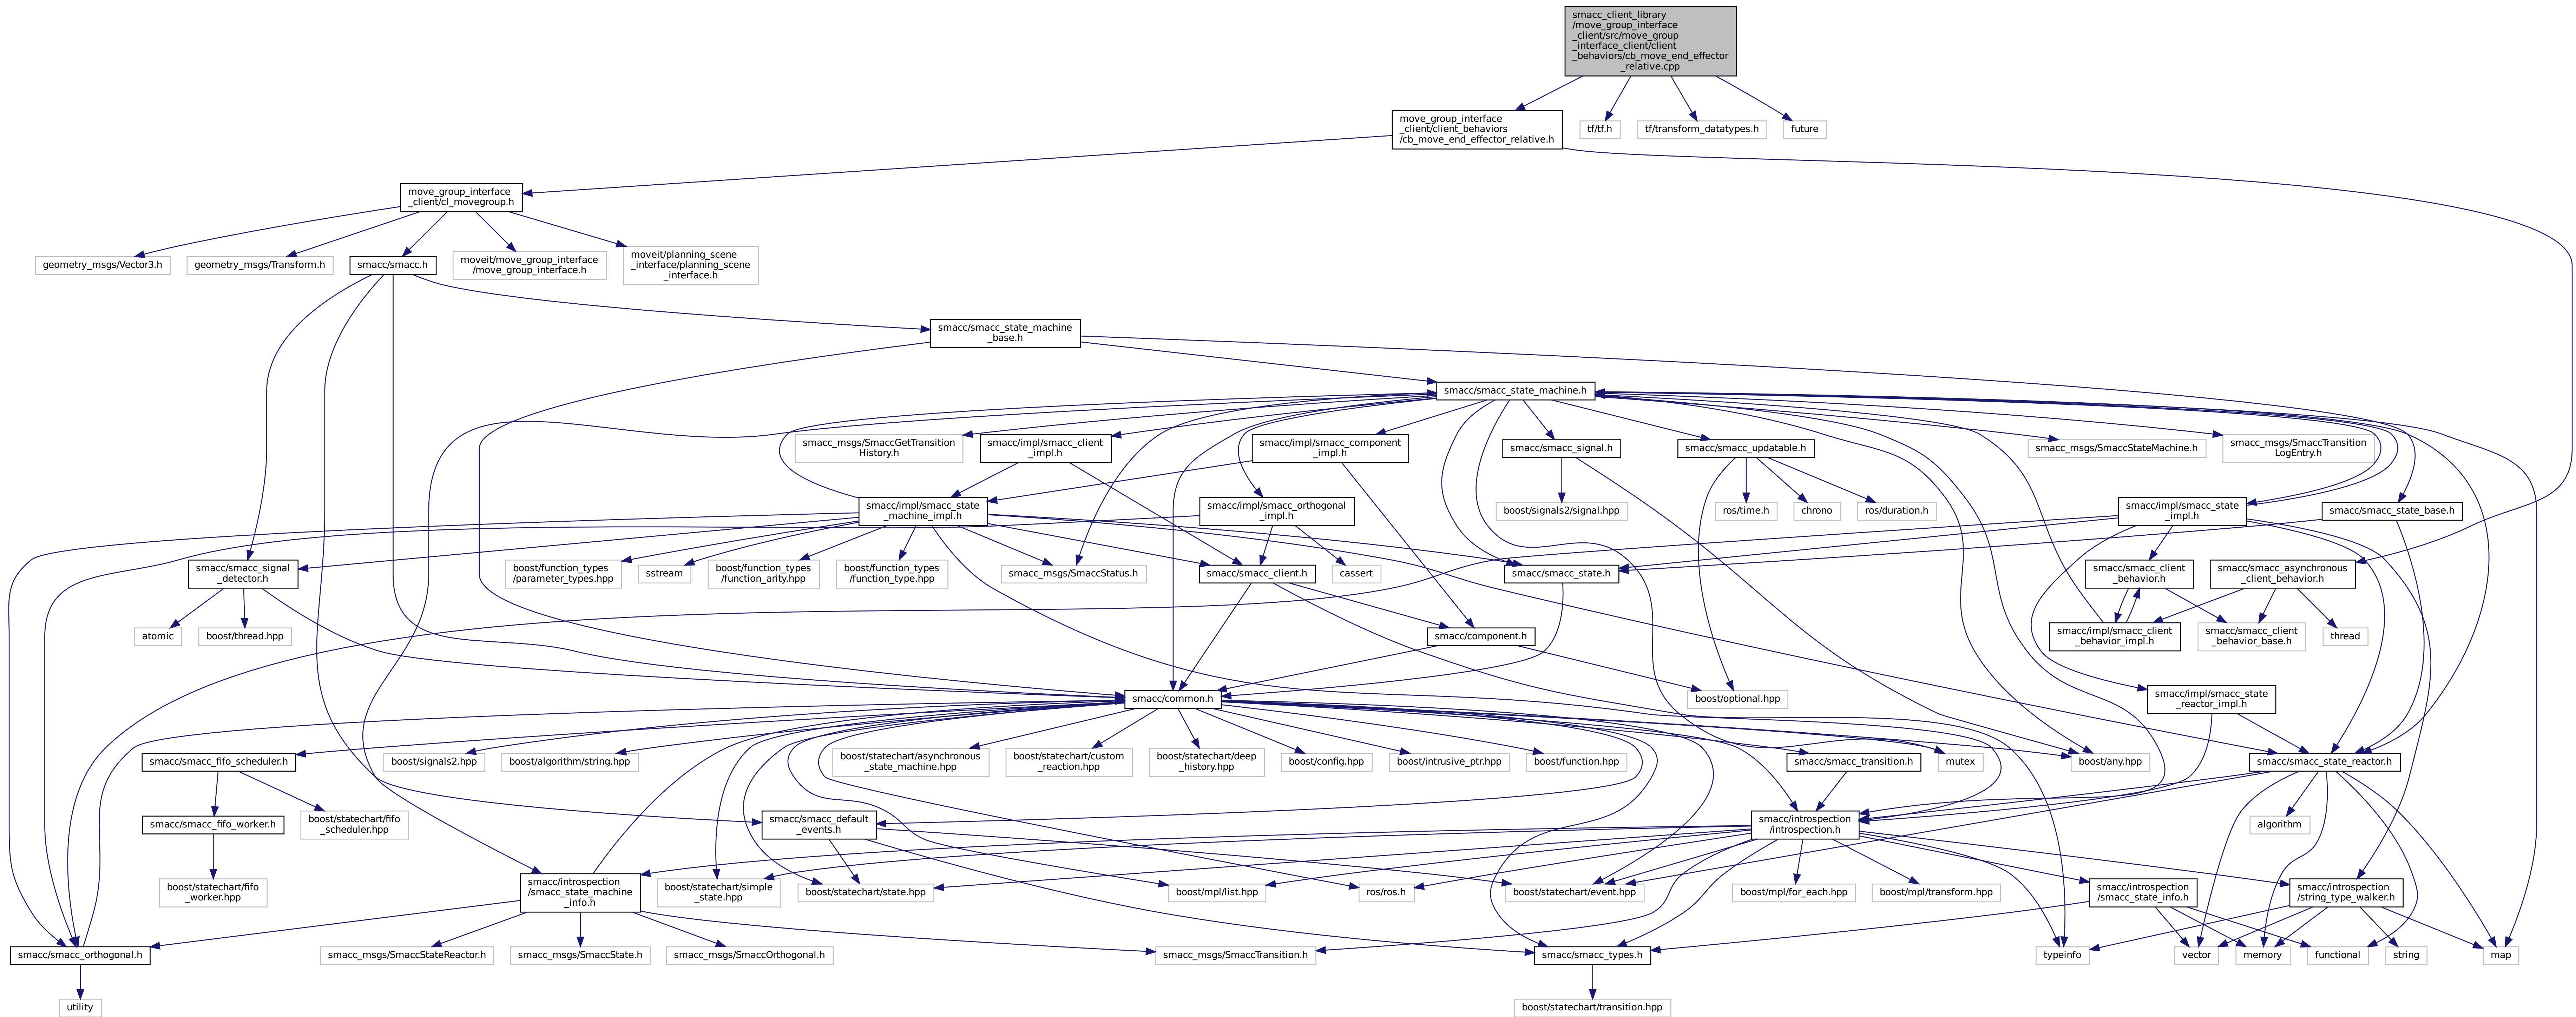 smacc_client_library
/move_group_interface
_client/src/move_group
_interface_client/client
_behaviors/cb_move_end_effector
_relative.cpp
move_group_interface
_client/client_behaviors
/cb_move_end_effector_relative.h
tf/tf.h
tf/transform_datatypes.h
future
move_group_interface
_client/cl_movegroup.h
geometry_msgs/Vector3.h
geometry_msgs/Transform.h
smacc/smacc.h
moveit/move_group_interface
/move_group_interface.h
moveit/planning_scene
_interface/planning_scene
_interface.h
smacc/smacc_state_machine
_base.h
smacc/smacc_state_machine.h
smacc_msgs/SmaccGetTransition
History.h
smacc/impl/smacc_client
_impl.h
smacc/impl/smacc_component
_impl.h
smacc/smacc_signal.h
smacc/smacc_updatable.h
smacc_msgs/SmaccStateMachine.h
smacc_msgs/SmaccTransition
LogEntry.h
smacc/impl/smacc_state
_machine_impl.h
smacc/impl/smacc_orthogonal
_impl.h
boost/signals2/signal.hpp
ros/time.h
chrono
ros/duration.h
smacc/impl/smacc_state
_impl.h
smacc/smacc_state_base.h
smacc/smacc_signal
_detector.h
boost/function_types
/parameter_types.hpp
sstream
boost/function_types
/function_arity.hpp
boost/function_types
/function_type.hpp
smacc_msgs/SmaccStatus.h
smacc/smacc_client.h
cassert
smacc/smacc_state.h
smacc/smacc_client
_behavior.h
smacc/smacc_asynchronous
_client_behavior.h
atomic
boost/thread.hpp
smacc/component.h
smacc/impl/smacc_client
_behavior_impl.h
smacc/smacc_client
_behavior_base.h
thread
smacc/common.h
boost/optional.hpp
smacc/impl/smacc_state
_reactor_impl.h
smacc/smacc_fifo_scheduler.h
boost/signals2.hpp
boost/algorithm/string.hpp
boost/statechart/asynchronous
_state_machine.hpp
boost/statechart/custom
_reaction.hpp
boost/statechart/deep
_history.hpp
boost/config.hpp
boost/intrusive_ptr.hpp
boost/function.hpp
smacc/smacc_transition.h
mutex
boost/any.hpp
smacc/smacc_state_reactor.h
smacc/smacc_fifo_worker.h
boost/statechart/fifo
_scheduler.hpp
smacc/smacc_default
_events.h
smacc/introspection
/introspection.h
algorithm
boost/statechart/fifo
_worker.hpp
smacc/introspection
/smacc_state_machine
_info.h
boost/statechart/simple
_state.hpp
boost/statechart/state.hpp
boost/mpl/list.hpp
ros/ros.h
boost/statechart/event.hpp
boost/mpl/for_each.hpp
boost/mpl/transform.hpp
smacc/introspection
/smacc_state_info.h
smacc/introspection
/string_type_walker.h
smacc/smacc_orthogonal.h
smacc_msgs/SmaccStateReactor.h
smacc_msgs/SmaccState.h
smacc_msgs/SmaccOrthogonal.h
smacc_msgs/SmaccTransition.h
smacc/smacc_types.h
typeinfo
vector
memory
functional
string
map
utility
boost/statechart/transition.hpp